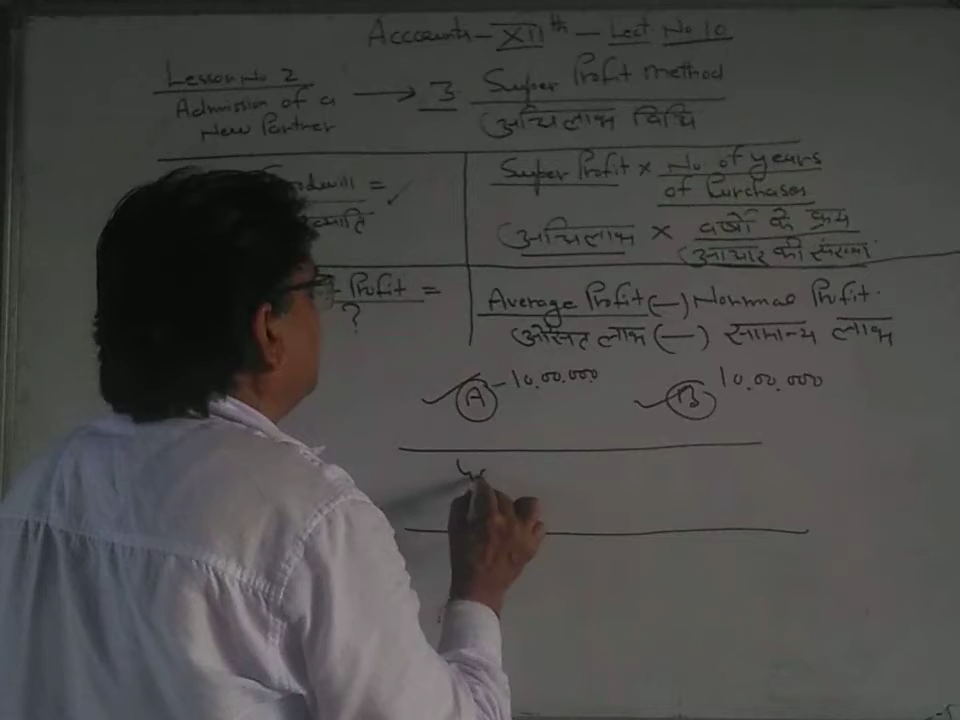 Accounts - XIIth - Lect No 10
Lesson No 2
Admission of a
New Partner
→ 3. Super Profit method
अधिलाभ विधि
Goodwill =
ख्याति
Super Profit × No. of years
of Purchases
अधिलाभ × वर्षों के क्रय
आधार की संख्या
Profit =
?
Average Profit (-) Normal Profit.
औसत लाभ (-) सामान्य लाभ
A - 10,00,000
B 10,00,000